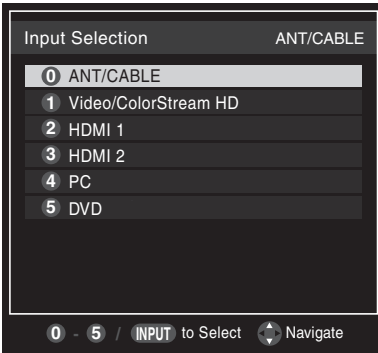 Input Selection ANT/CABLE
0 ANT/CABLE
1 Video/ColorStream HD
2 HDMI 1
3 HDMI 2
4 PC
5 DVD
0 - 5 / INPUT to Select Navigate